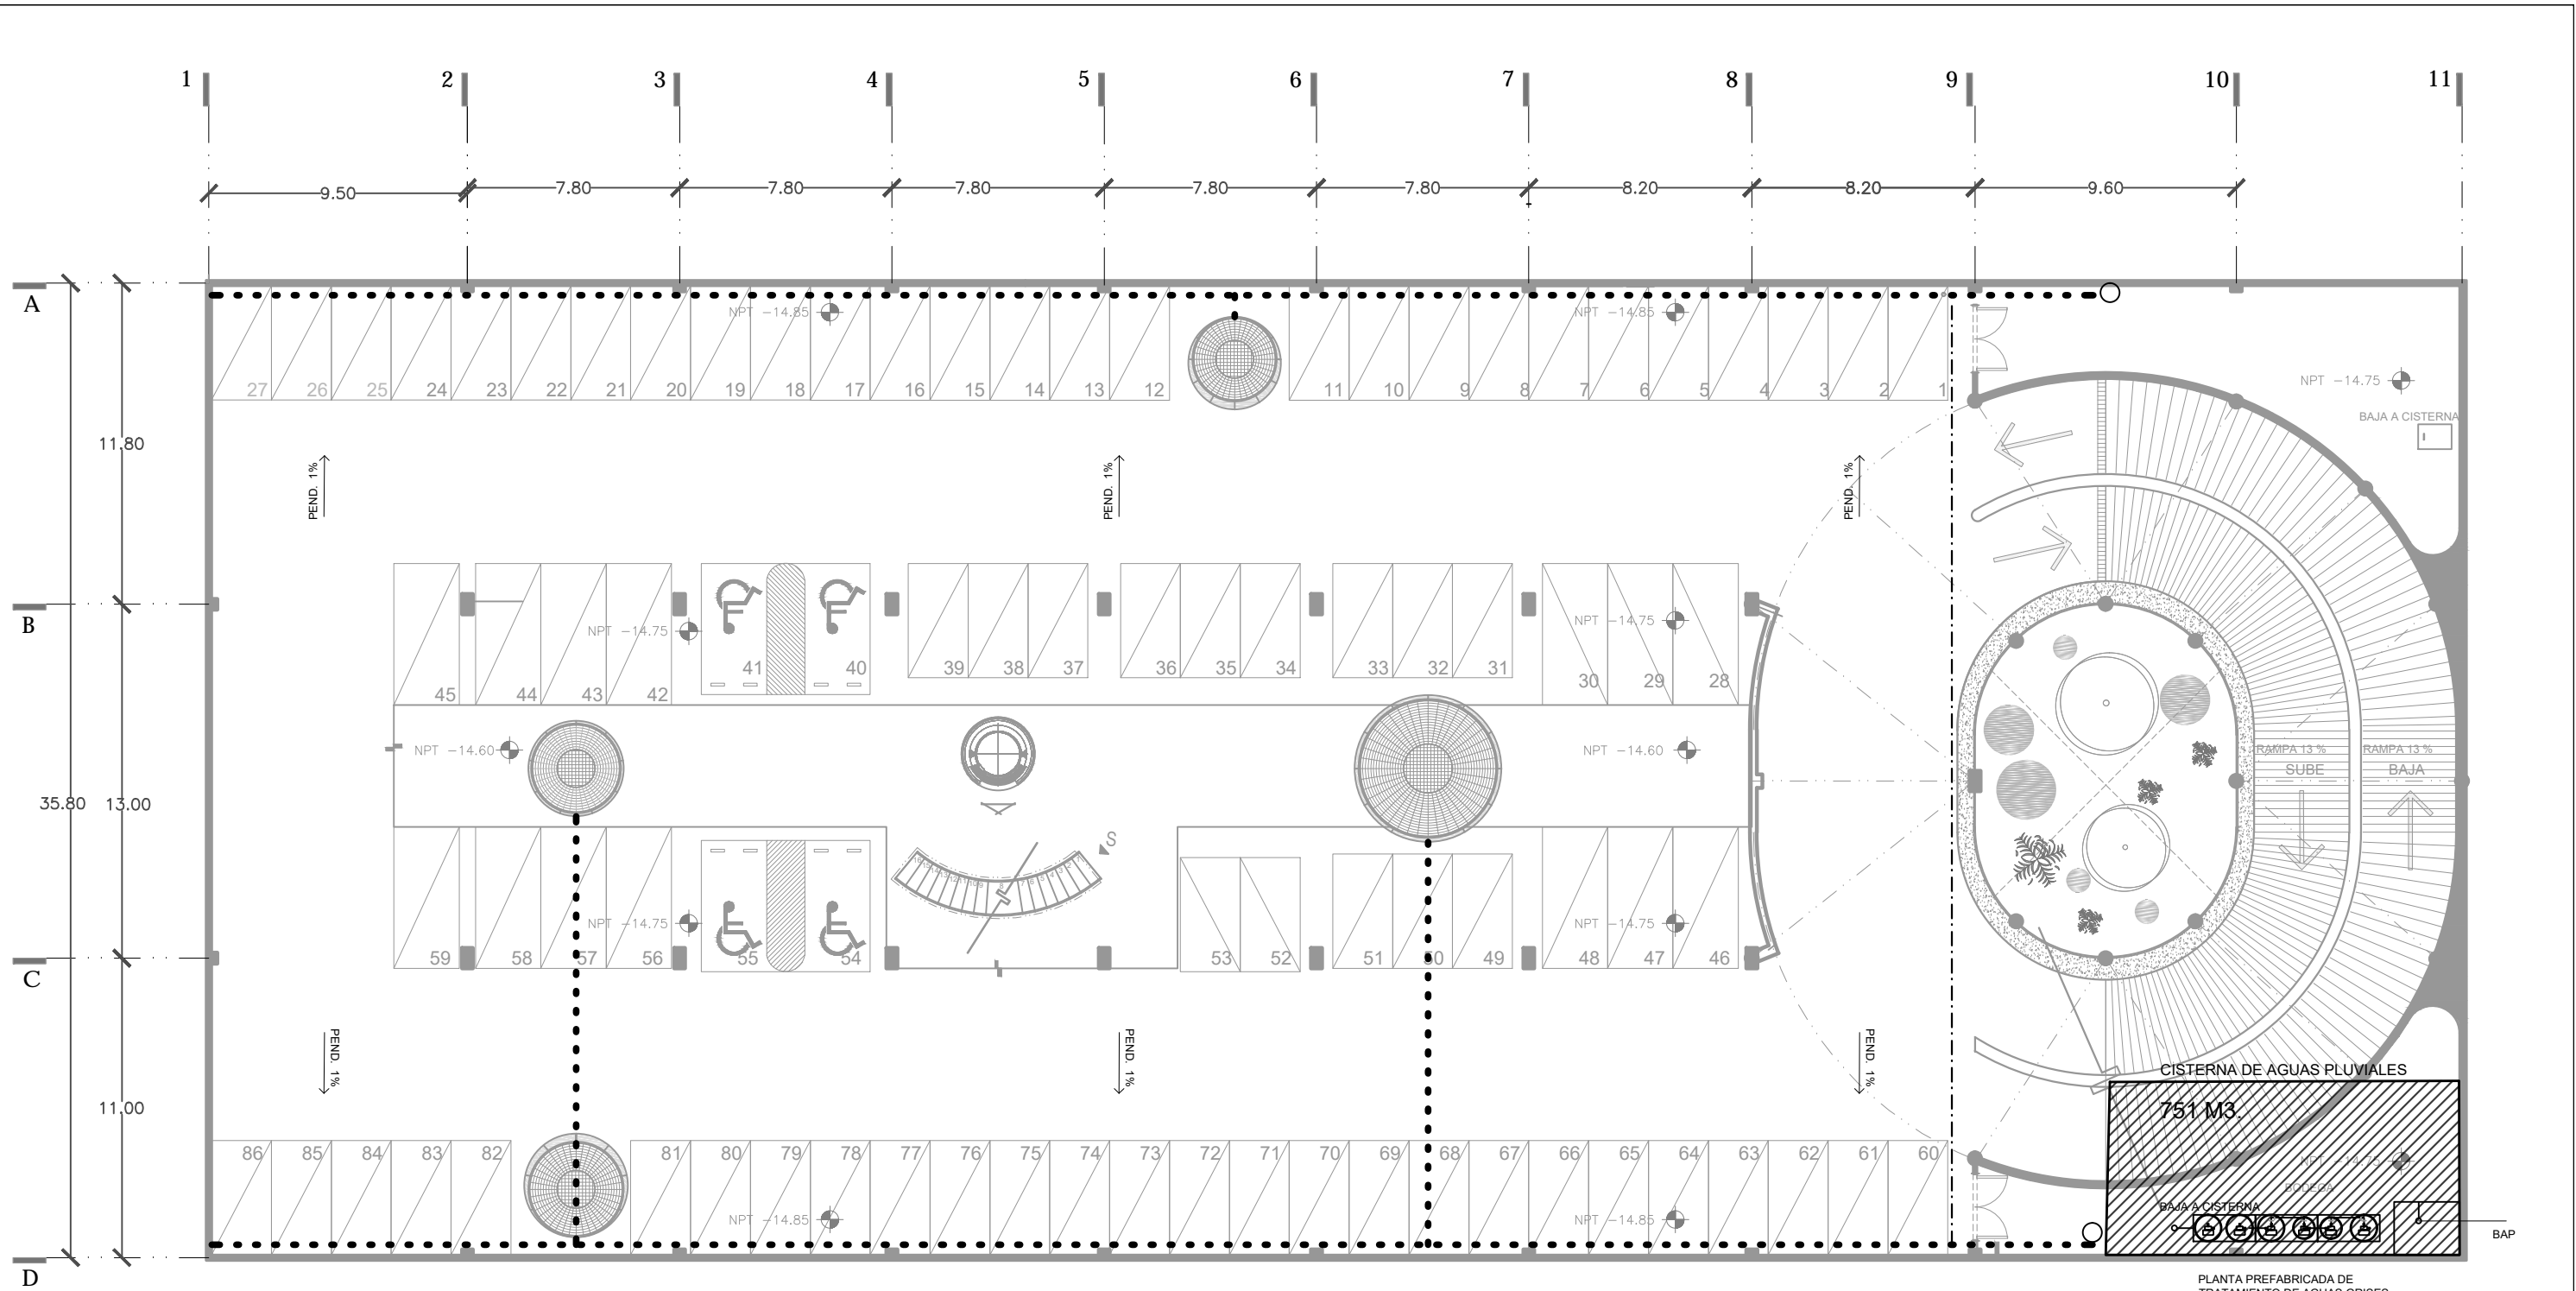 1 2 3 4 5 6 7 8 9 10 11
9.50 7.80 7.80 7.80 7.80 7.80 8.20 8.20 9.60
A
NPT -14.85 NPT -14.85
27 26 25 24 23 22 21 20 19 18 17 16 15 14 13 12 11 10 9 8 7 6 5 4 3 2 1
NPT -14.75
BAJA A CISTERNA
11.80
PEND. 1% PEND. 1% PEND. 1%
B
NPT -14.75 NPT -14.75
45 44 43 42 41 40 39 38 37 36 35 34 33 32 31 30 29 28
NPT -14.60 NPT -14.60
RAMPA 13 % RAMPA 13 %
SUBE BAJA
35.80 13.00
S
NPT -14.75 NPT -14.75
59 58 57 56 55 54 53 52 51 50 49 48 47 46
C
PEND. 1% PEND. 1% PEND. 1%
CISTERNA DE AGUAS PLUVIALES
751 M3.
11.00
86 85 84 83 82 81 80 79 78 77 76 75 74 73 72 71 70 69 68 67 66 65 64 63 62 61 60
NPT -14.75
BODEGA
BAJA A CISTERNA
NPT -14.85 NPT -14.85
BAP
D
PLANTA PREFABRICADA DE
TRATAMIENTO DE AGUAS GRISES